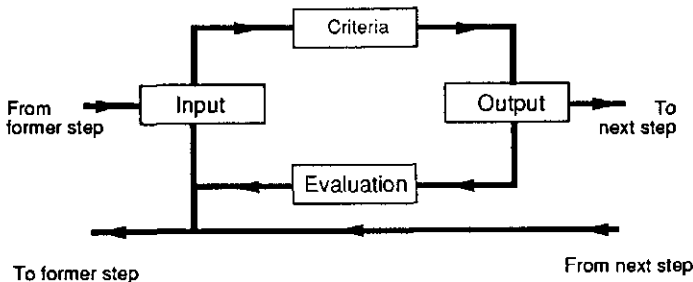 Criteria
Input
Output
From
former step
To
next step
Evaluation
To former step
From next step